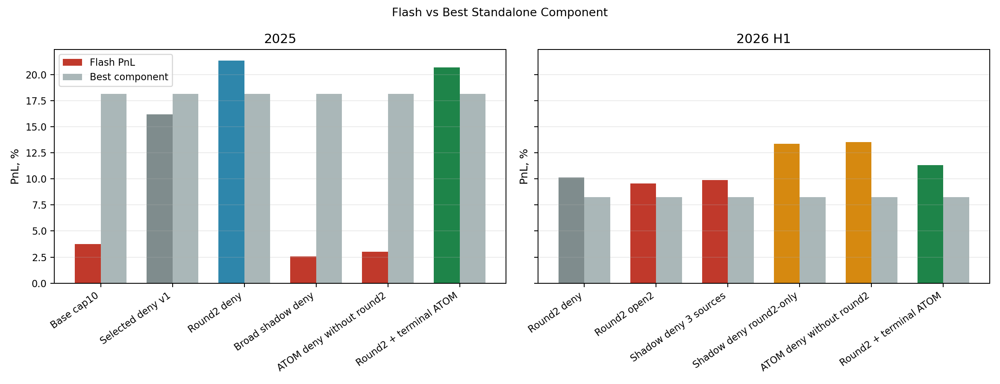 Flash vs Best Standalone Component
2025
Flash PnL
Best component
PnL, %
20.0
17.5
15.0
12.5
10.0
7.5
5.0
2.5
0.0
Base cap10
Selected deny v1
Round2 deny
Broad shadow deny
ATOM deny without round2
Round2 + terminal ATOM
2026 H1
PnL, %
Round2 deny
Round2 open2
Shadow deny 3 sources
Shadow deny round2-only
ATOM deny without round2
Round2 + terminal ATOM